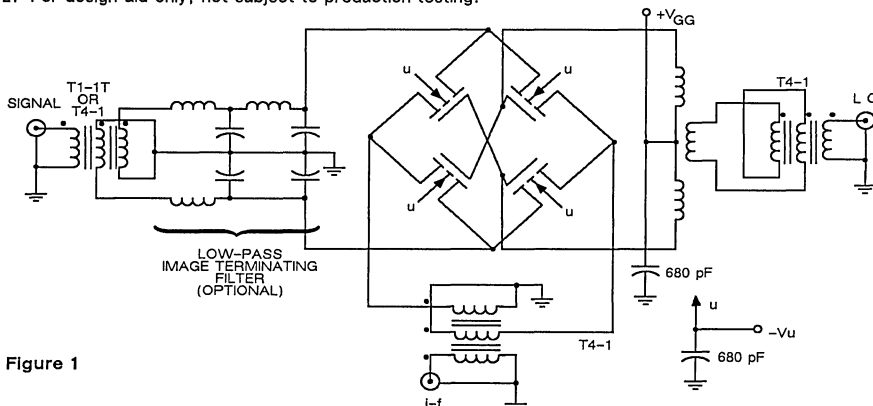 2. For design aid only, not subject to production testing.
+VGG
SIGNAL
T1-1T
OR
T4-1
u
u
u
u
T4-1
L O
LOW-PASS
IMAGE TERMINATING
FILTER
(OPTIONAL)
680 pF
u
-Vu
680 pF
T4-1
i-f
Figure 1